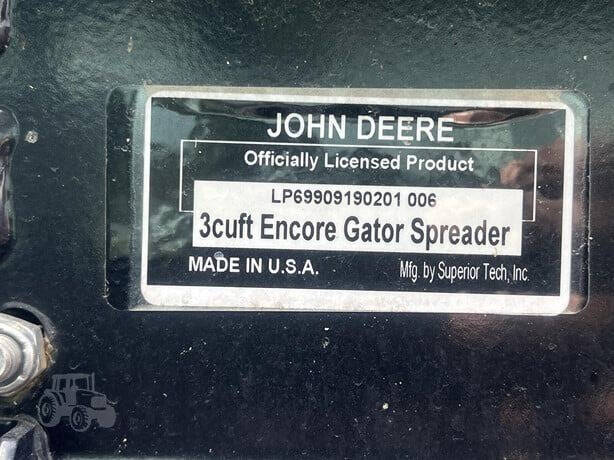 JOHN DEERE
Officially Licensed Product
LP69909190201 006
3cuft Encore Gator Spreader
MADE IN U.S.A. Mfg. by Superior Tech, Inc.